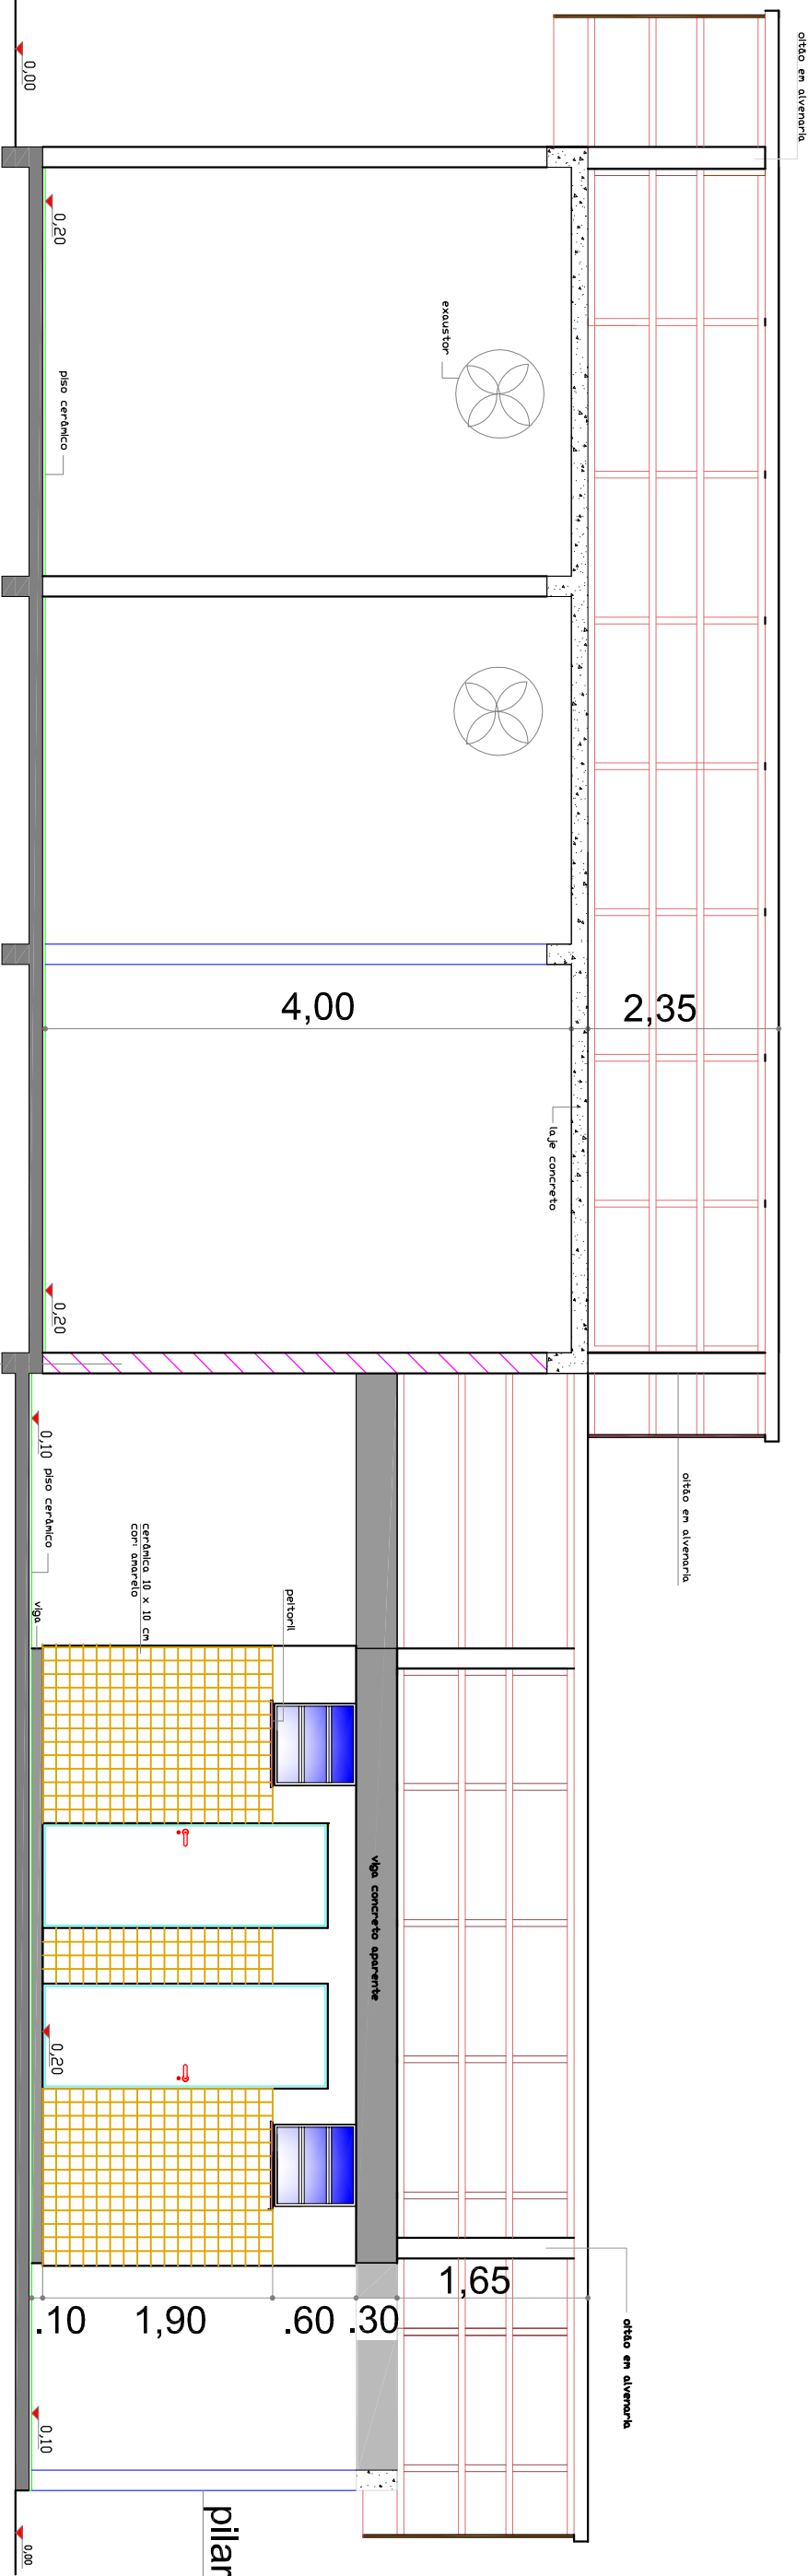 oitão em alvenaria
0,00
0,20
exaustor
piso cerâmico
4,00
2,35
laje concreto
0,20
0,10
piso cerâmico
oitão em alvenaria
cerâmica 10 x 10 cm
cor: amarelo
peitoril
viga
viga concreto aparente
0,20
1,65
.10
1,90
.60
.30
oitão em alvenaria
0,10
pilar
0,00